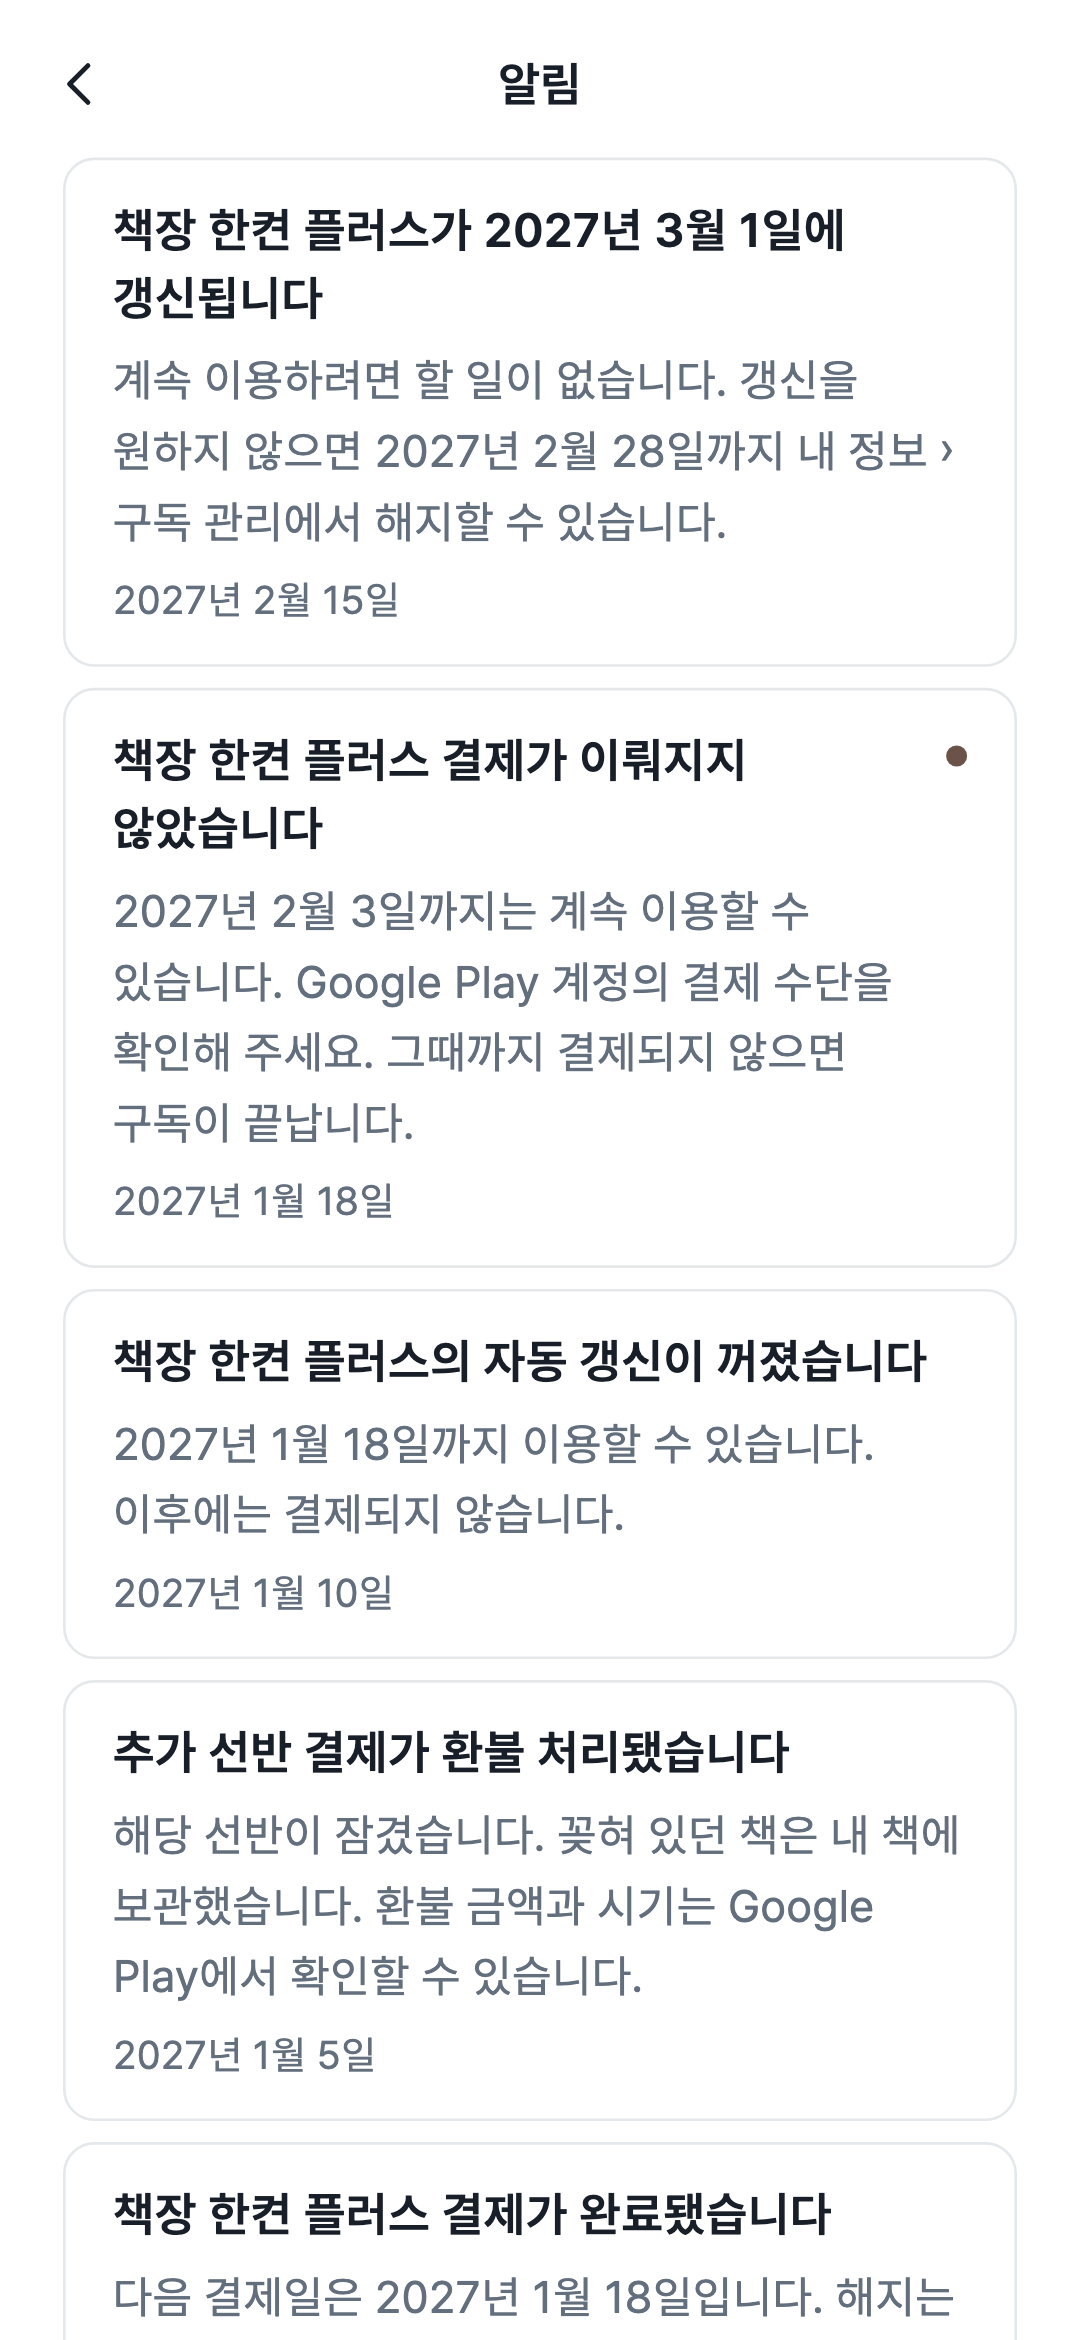 알림
책장 한켠 플러스가 2027년 3월 1일에
갱신됩니다
계속 이용하려면 할 일이 없습니다. 갱신을
원하지 않으면 2027년 2월 28일까지 내 정보 ›
구독 관리에서 해지할 수 있습니다.
2027년 2월 15일
책장 한켠 플러스 결제가 이뤄지지
않았습니다
2027년 2월 3일까지는 계속 이용할 수
있습니다. Google Play 계정의 결제 수단을
확인해 주세요. 그때까지 결제되지 않으면
구독이 끝납니다.
2027년 1월 18일
책장 한켠 플러스의 자동 갱신이 꺼졌습니다
2027년 1월 18일까지 이용할 수 있습니다.
이후에는 결제되지 않습니다.
2027년 1월 10일
추가 선반 결제가 환불 처리됐습니다
해당 선반이 잠겼습니다. 꽂혀 있던 책은 내 책에
보관했습니다. 환불 금액과 시기는 Google
Play에서 확인할 수 있습니다.
2027년 1월 5일
책장 한켠 플러스 결제가 완료됐습니다
다음 결제일은 2027년 1월 18일입니다. 해지는